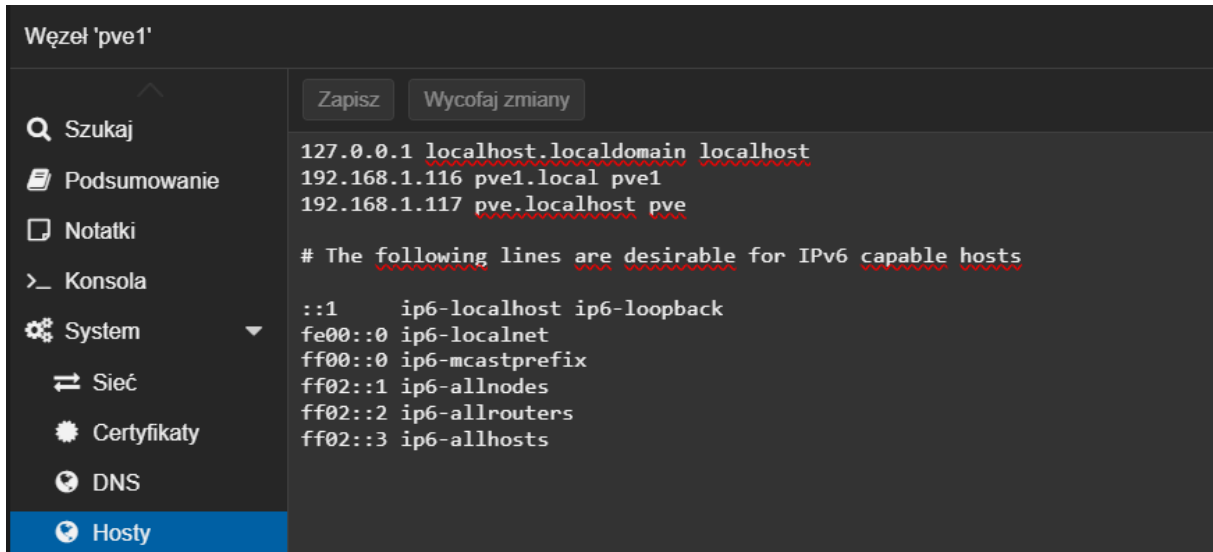 Węzeł 'pve1'
Szukaj
Podsumowanie
Notatki
Konsola
System
Sieć
Certyfikaty
DNS
Hosty
Zapisz Wycofaj zmiany
127.0.0.1 localhost.localdomain localhost
192.168.1.116 pve1.local pve1
192.168.1.117 pve.localhost pve
# The following lines are desirable for IPv6 capable hosts
::1     ip6-localhost ip6-loopback
fe00::0 ip6-localnet
ff00::0 ip6-mcastprefix
ff02::1 ip6-allnodes
ff02::2 ip6-allrouters
ff02::3 ip6-allhosts